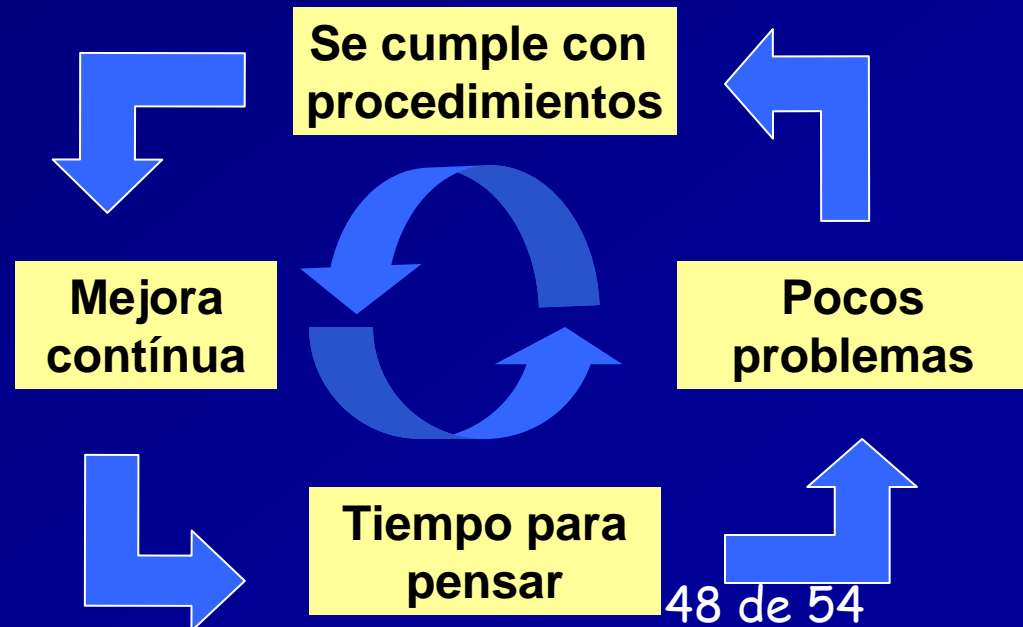 Se cumple con
procedimientos
Mejora
contínua
Pocos
problemas
Tiempo para
pensar
48 de 54